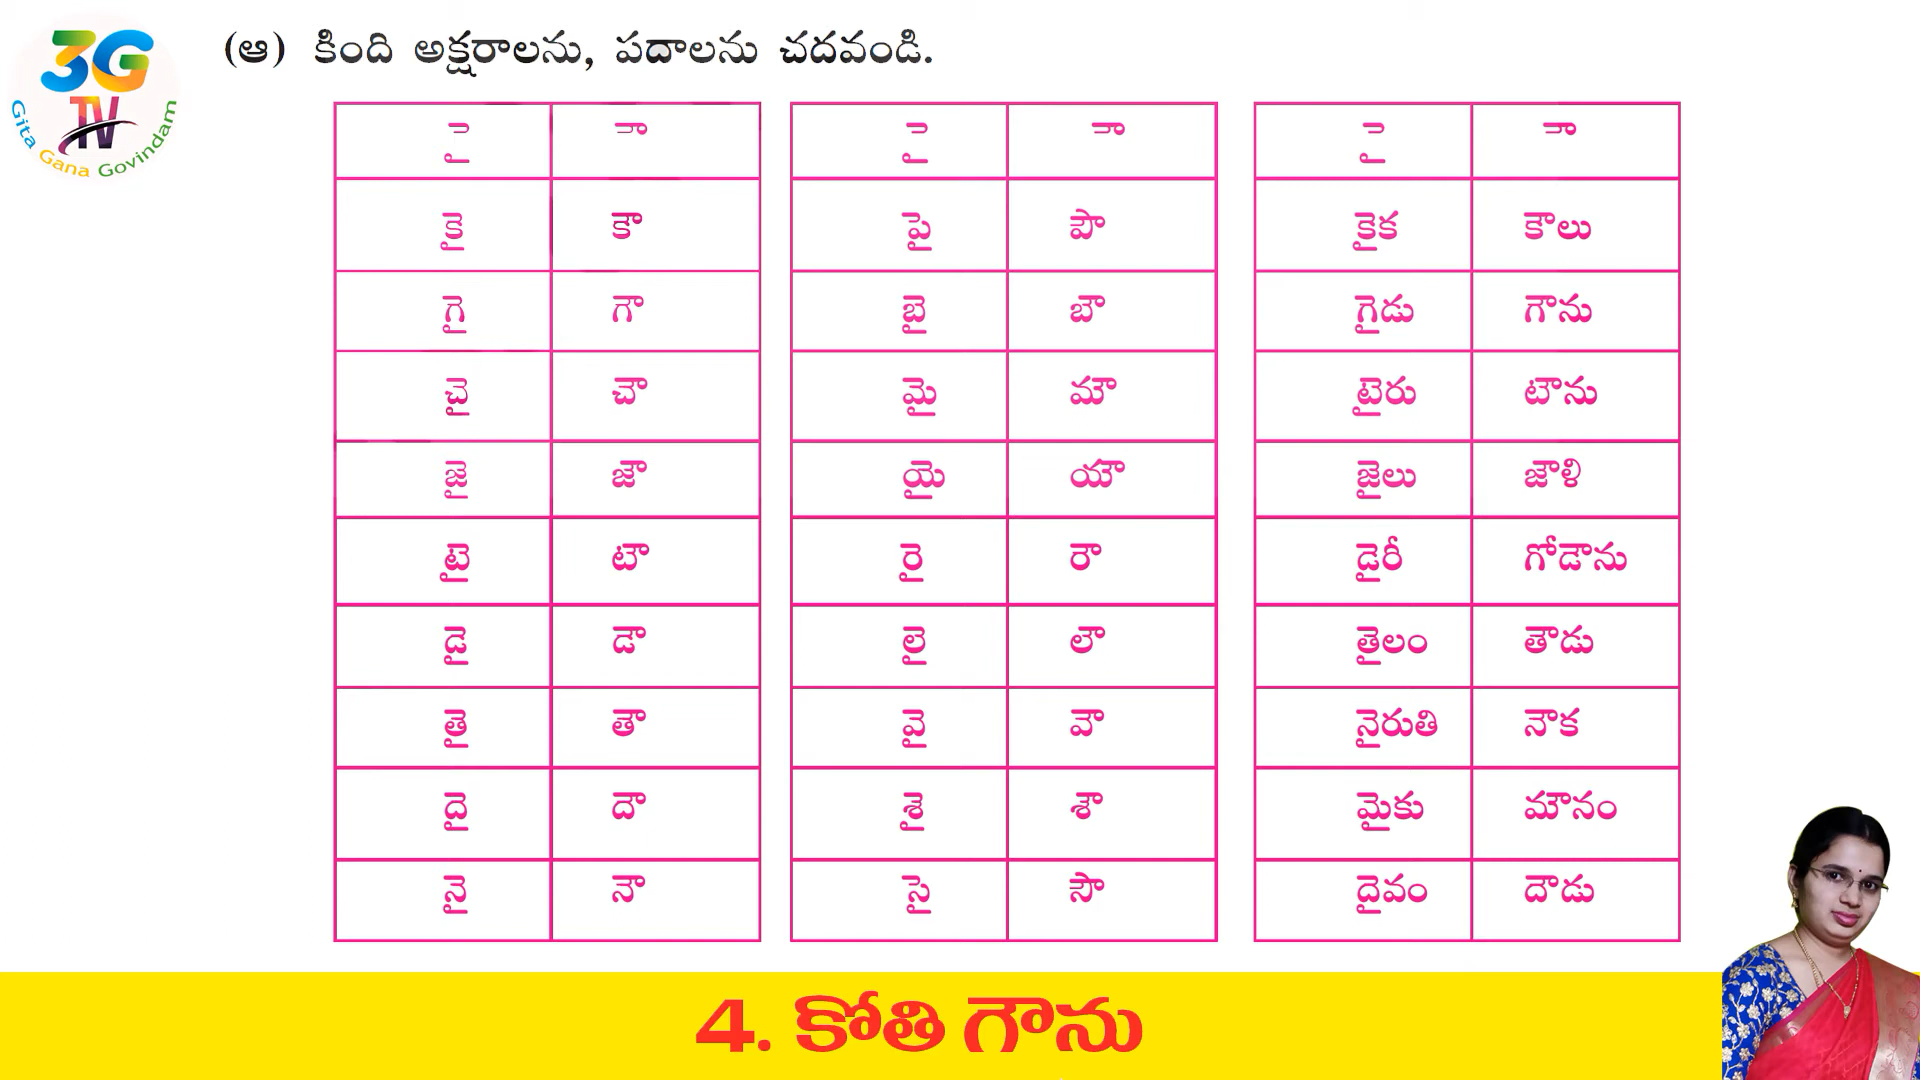 3G
TV
Gita Gana Govindam
(ఆ) కింది అక్షరాలను, పదాలను చదవండి.
ై ౌ ై ౌ ై ౌ
కై కౌ పై పౌ కైక కౌలు
గై గౌ బై బౌ గైడు గౌను
చై చౌ మై మౌ టైరు టౌను
జై జౌ యై యౌ జైలు జౌళి
టై టౌ రై రౌ డైరీ గోడౌను
డై డౌ లై లౌ తైలం తౌడు
తై తౌ వై వౌ నైరుతి నౌక
దై దౌ శై శౌ మైకు మౌనం
నై నౌ సై సౌ దైవం దౌడు
4. కోతి గౌను